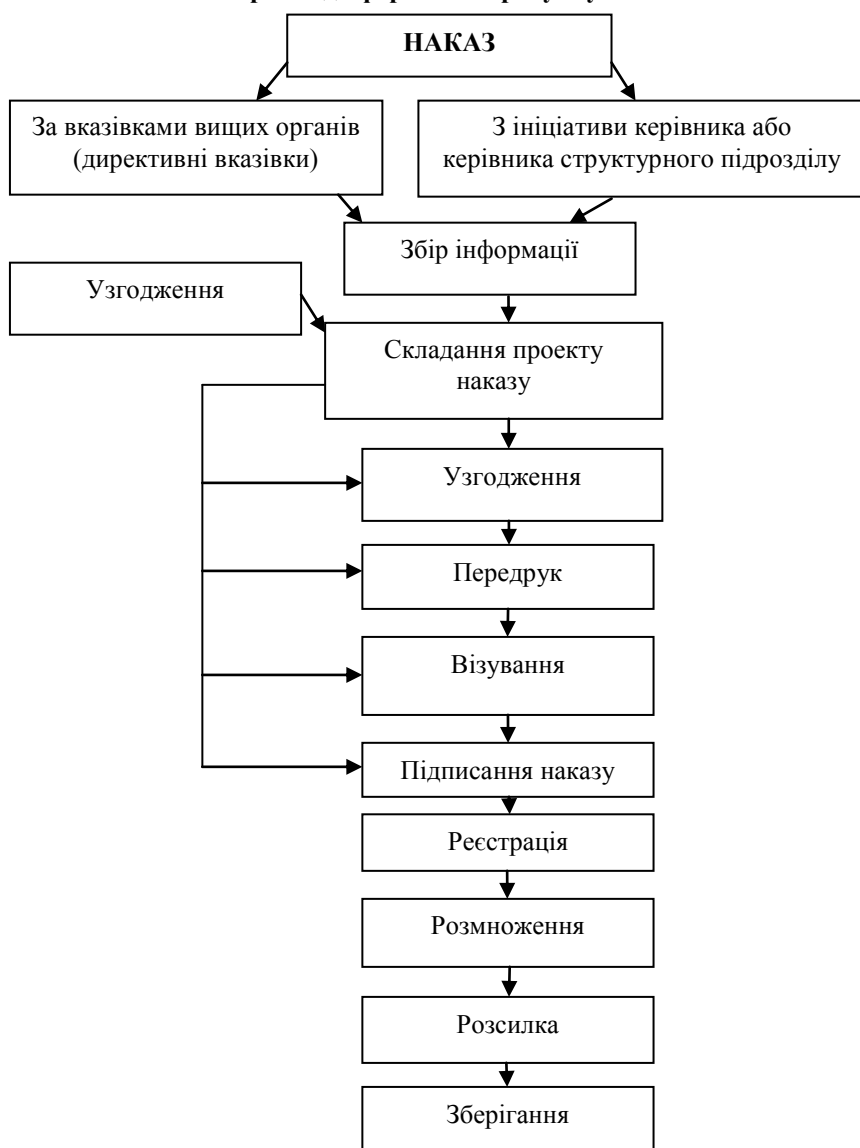 НАКАЗ
За вказівками вищих органів
(директивні вказівки)
З ініціативи керівника або
керівника структурного підрозділу
Збір інформації
Узгодження
Складання проекту
наказу
Узгодження
Передрук
Візування
Підписання наказу
Реєстрація
Розмноження
Розсилка
Зберігання